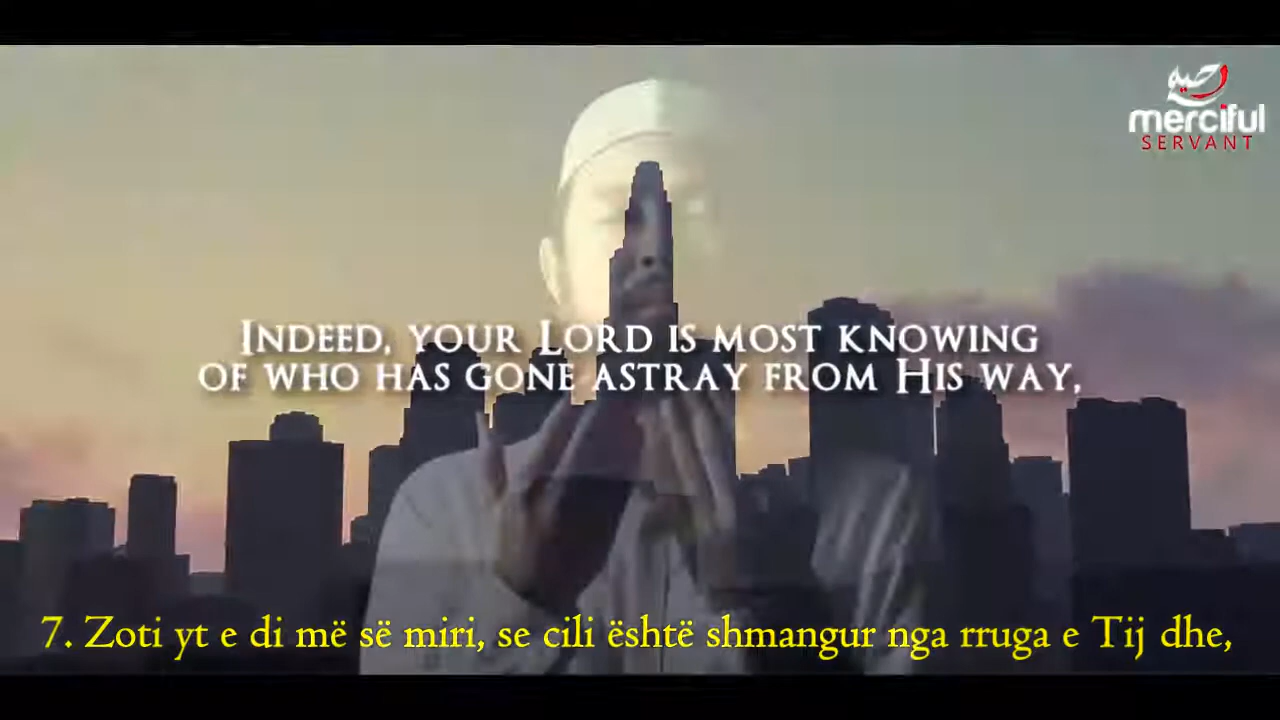 merciful
SERVANT
INDEED, YOUR LORD IS MOST KNOWING
OF WHO HAS GONE ASTRAY FROM HIS WAY,
7. Zoti yt e di më së miri, se cili është shmangur nga rruga e Tij dhe,